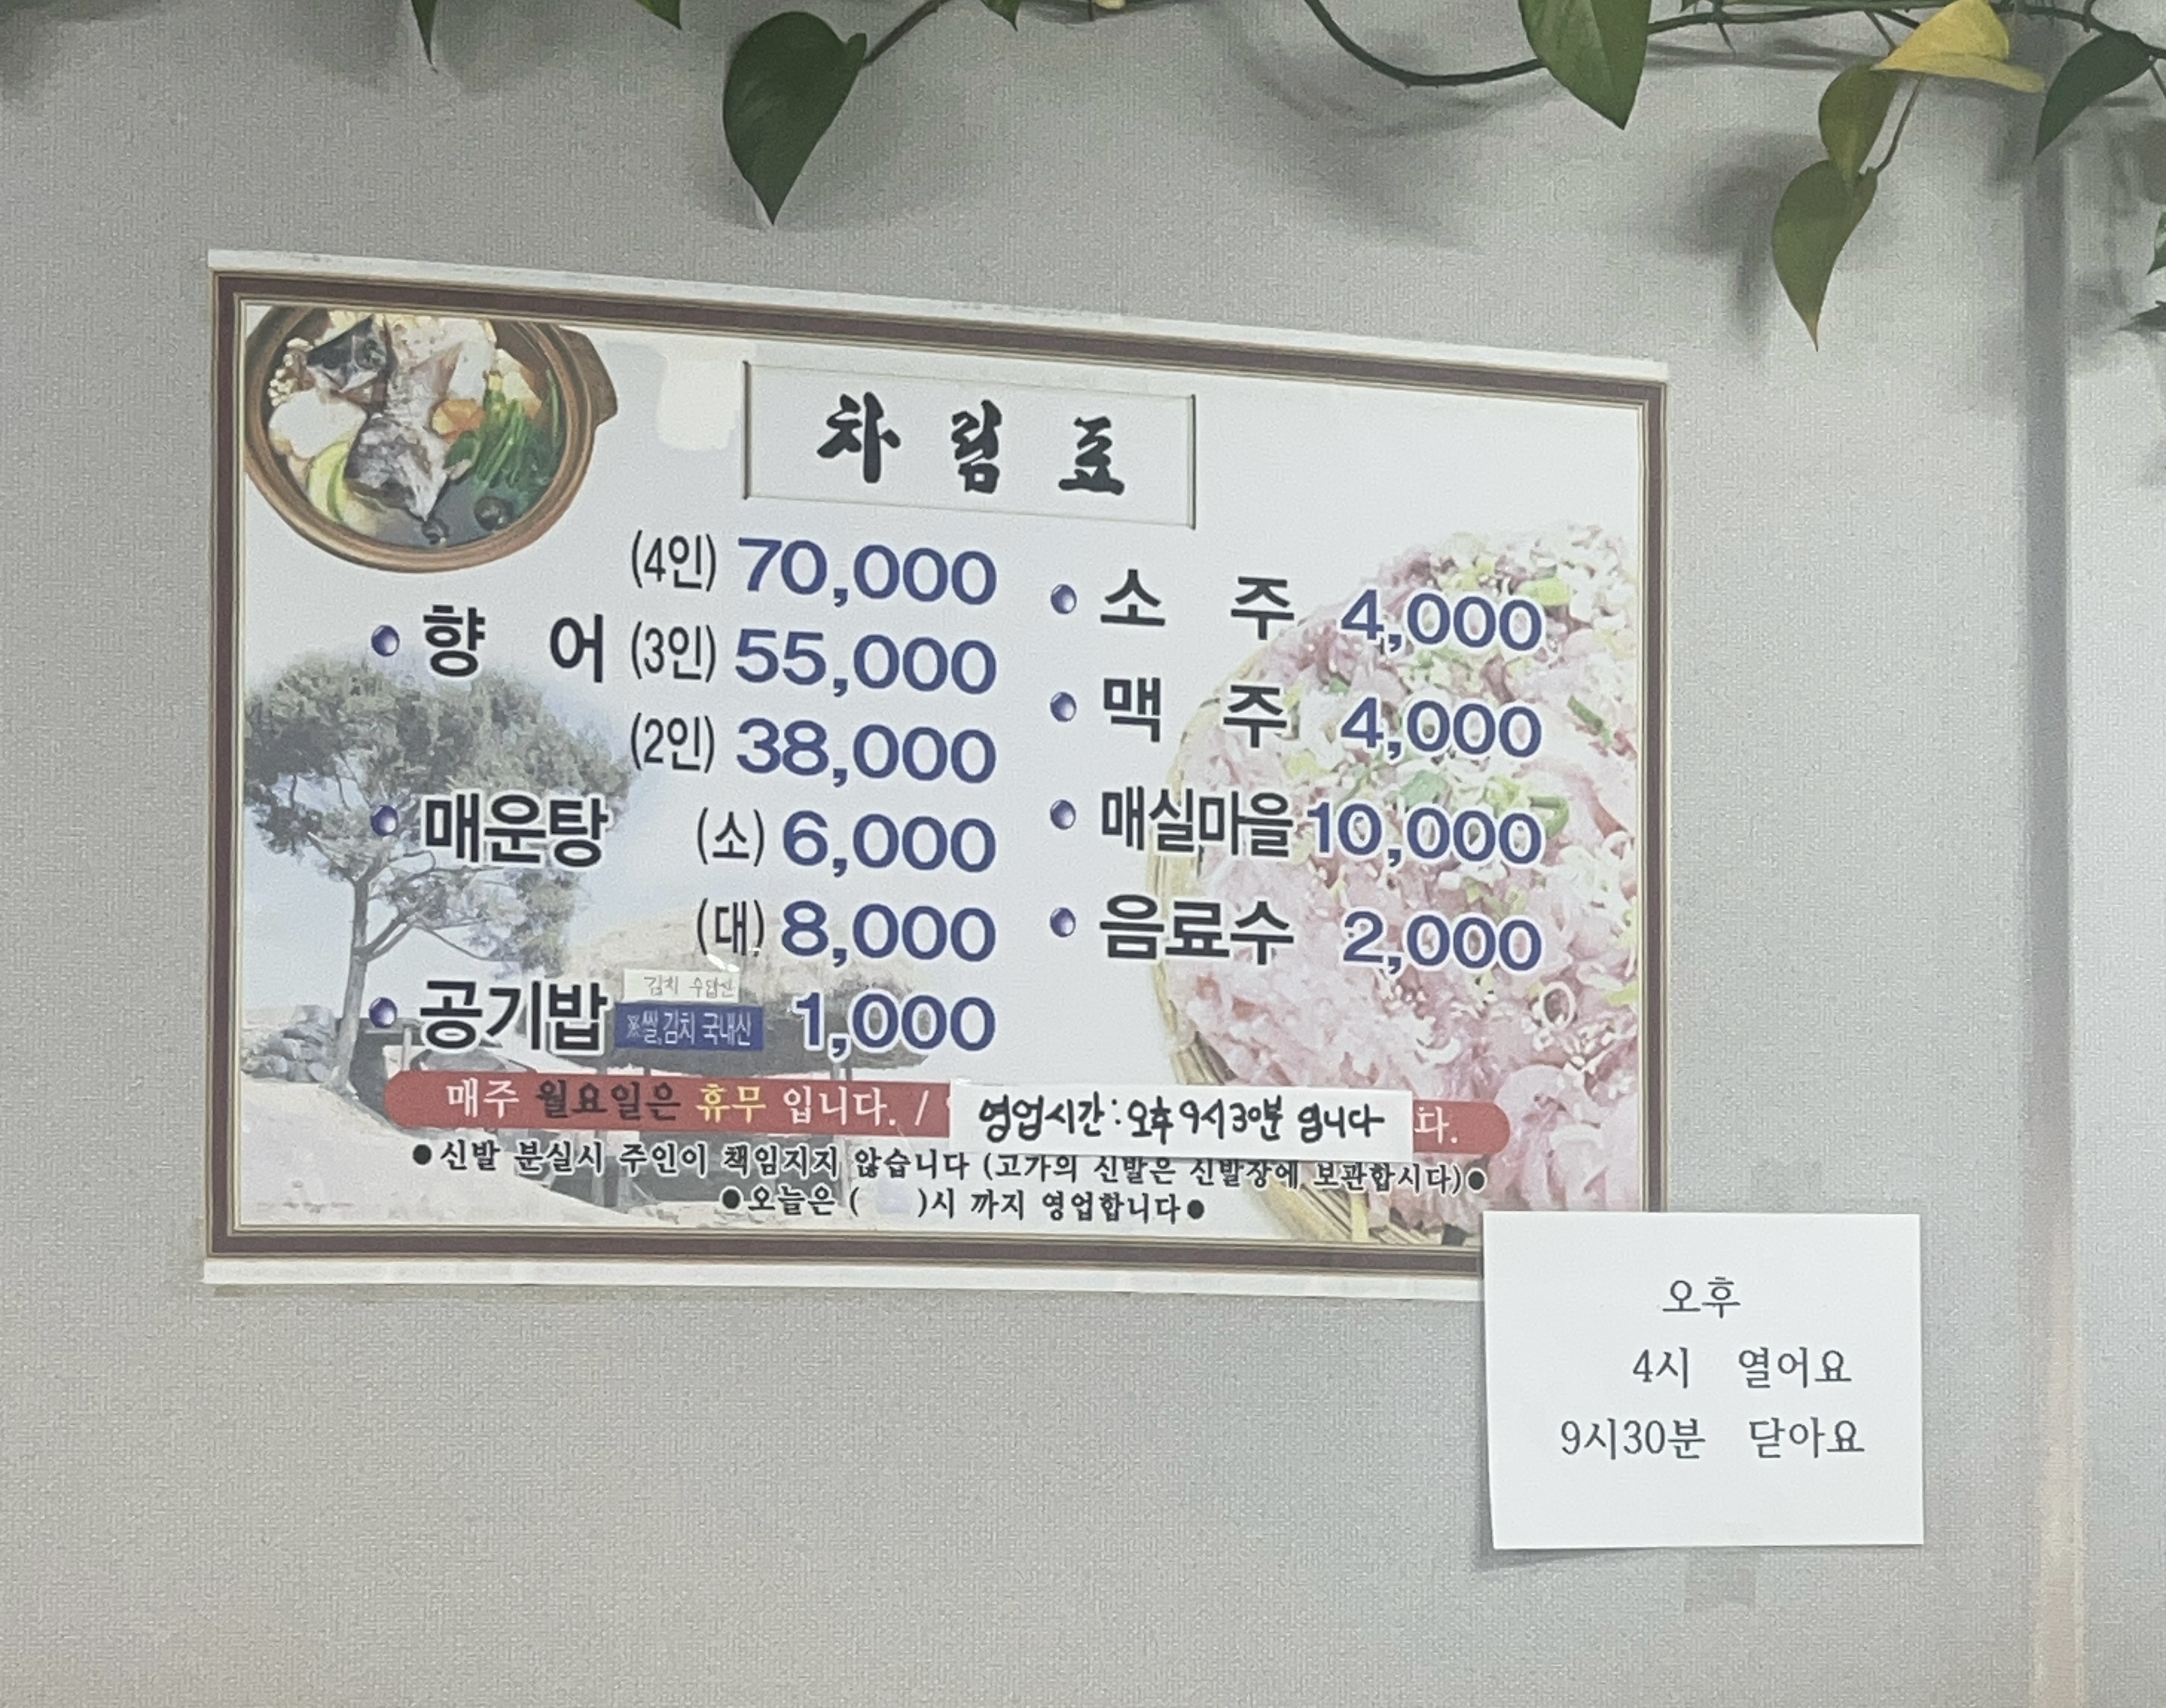 차림표
(4인) 70,000
• 향 어 (3인) 55,000
(2인) 38,000
• 매운탕 (소) 6,000
(대) 8,000
김치 수입산
• 공기밥 ※쌀,김치 국내산 1,000
• 소 주 4,000
• 맥 주 4,000
• 매실마을 10,000
• 음료수 2,000
매주 월요일은 휴무 입니다. / 영업시간:오후 9시30분 입니다 다.
●신발 분실시 주인이 책임지지 않습니다 (고가의 신발은 신발장에 보관합시다)●
●오늘은 ( )시 까지 영업합니다●
오후
4시 열어요
9시30분 닫아요